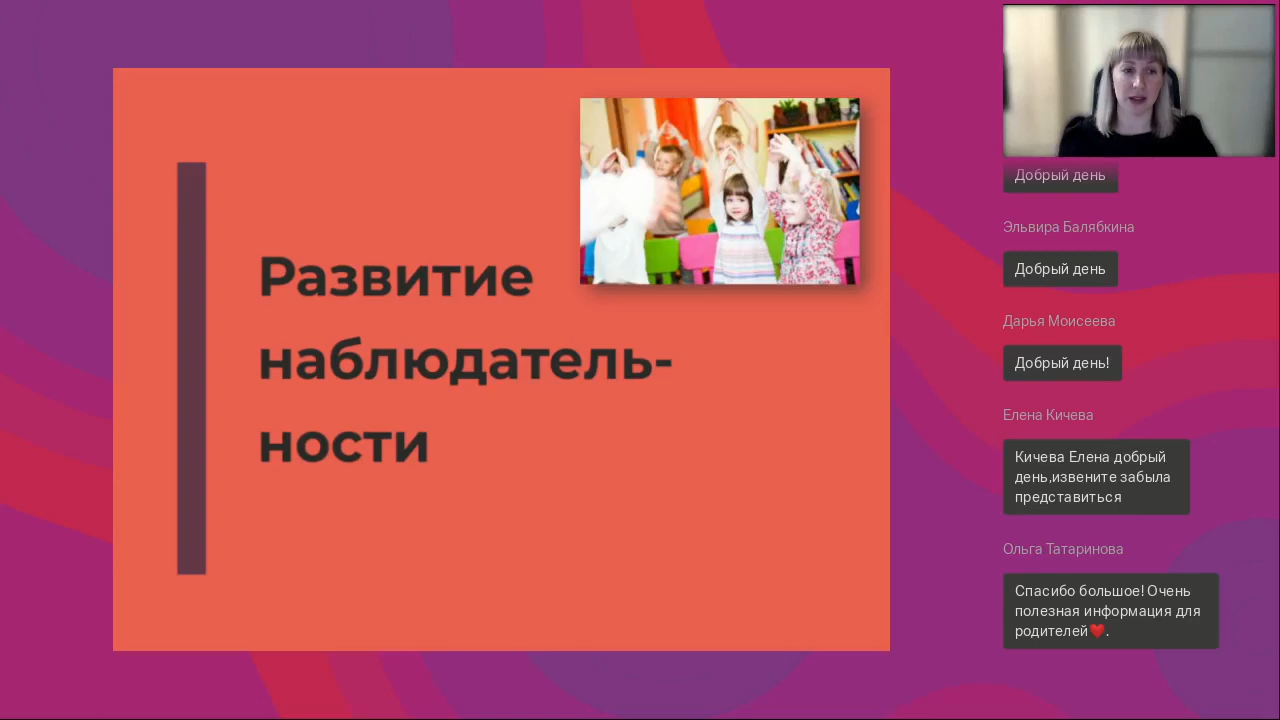 Развитие
наблюдатель-
ности
Добрый день
Эльвира Балябкина
Добрый день
Дарья Моисеева
Добрый день!
Елена Кичева
Кичева Елена добрый
день,извените забыла
представиться
Ольга Татаринова
Спасибо большое! Очень
полезная информация для
родителей❤️.